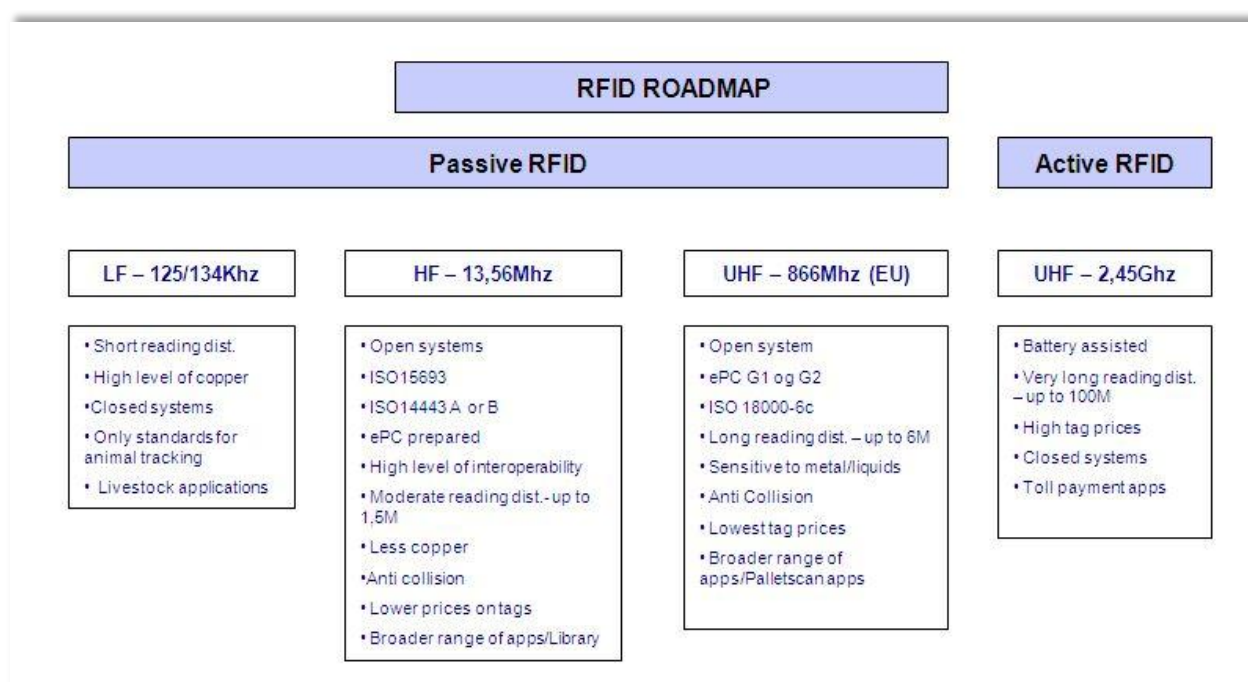 RFID ROADMAP
Passive RFID
Active RFID
LF – 125/134Khz
• Short reading dist.
• High level of copper
•Closed systems
• Only standards for
animal tracking
• Livestock applications
HF – 13,56Mhz
• Open systems
• ISO15693
• ISO14443 A or B
• ePC prepared
• High level of interoperability
• Moderate reading dist.- up to
1,5M
• Less copper
•Anti collision
• Lower prices on tags
• Broader range of apps/Library
UHF – 866Mhz (EU)
• Open system
• ePC G1 og G2
• ISO 18000-6c
• Long reading dist. – up to 6M
• Sensitive to metal/liquids
• Anti Collision
• Lowest tag prices
• Broader range of
apps/Palletscan apps
UHF – 2,45Ghz
• Battery assisted
• Very long reading dist.
– up to 100M
• High tag prices
• Closed systems
• Toll payment apps